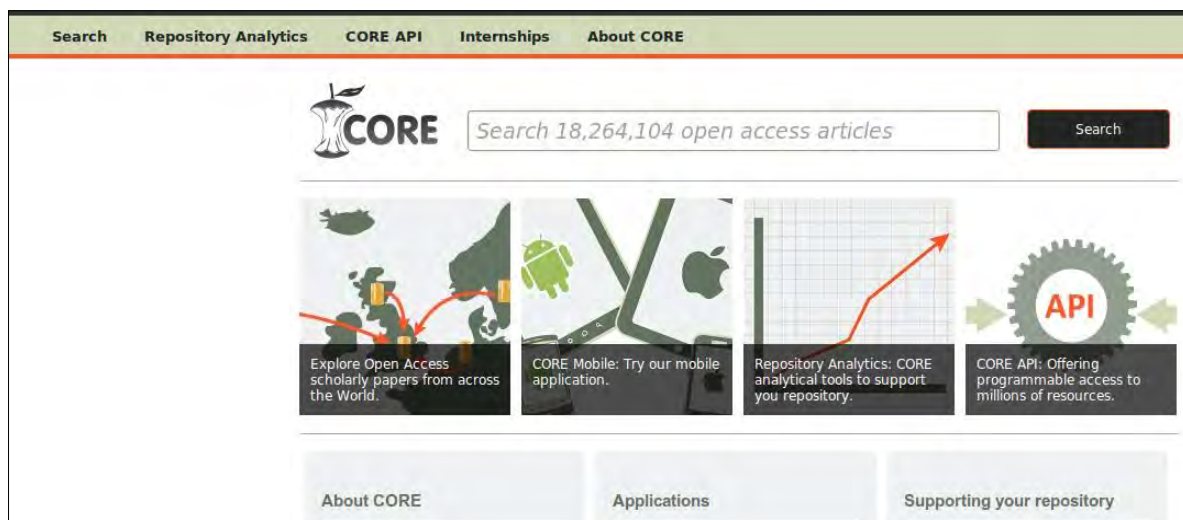 Search Repository Analytics CORE API Internships About CORE
CORE
Search 18,264,104 open access articles
Search
Explore Open Access
scholarly papers from across
the World.
CORE Mobile: Try our mobile
application.
Repository Analytics: CORE
analytical tools to support
you repository.
API
CORE API: Offering
programmable access to
millions of resources.
About CORE
Applications
Supporting your repository